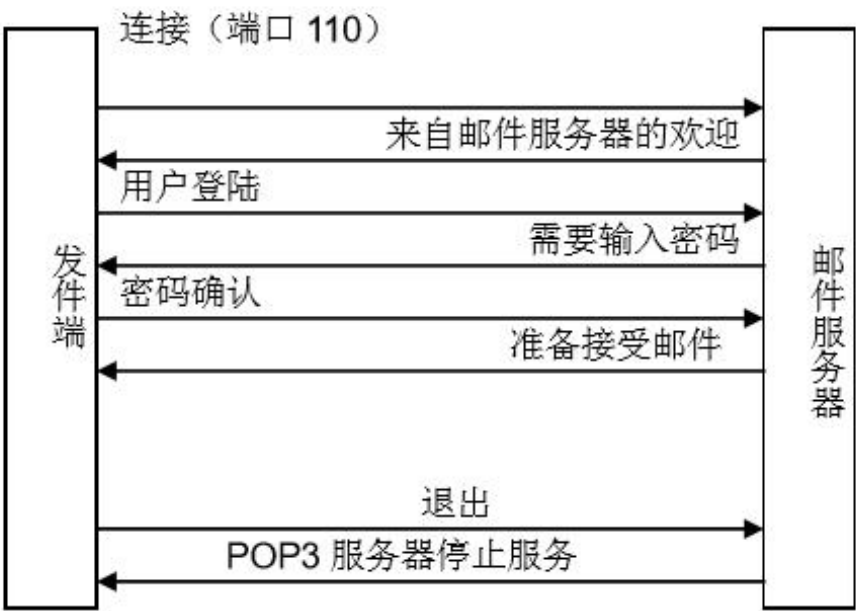 连接（端口 110）
来自邮件服务器的欢迎
用户登陆
需要输入密码
密码确认
准备接受邮件
发件端
邮件服务器
退出
POP3 服务器停止服务